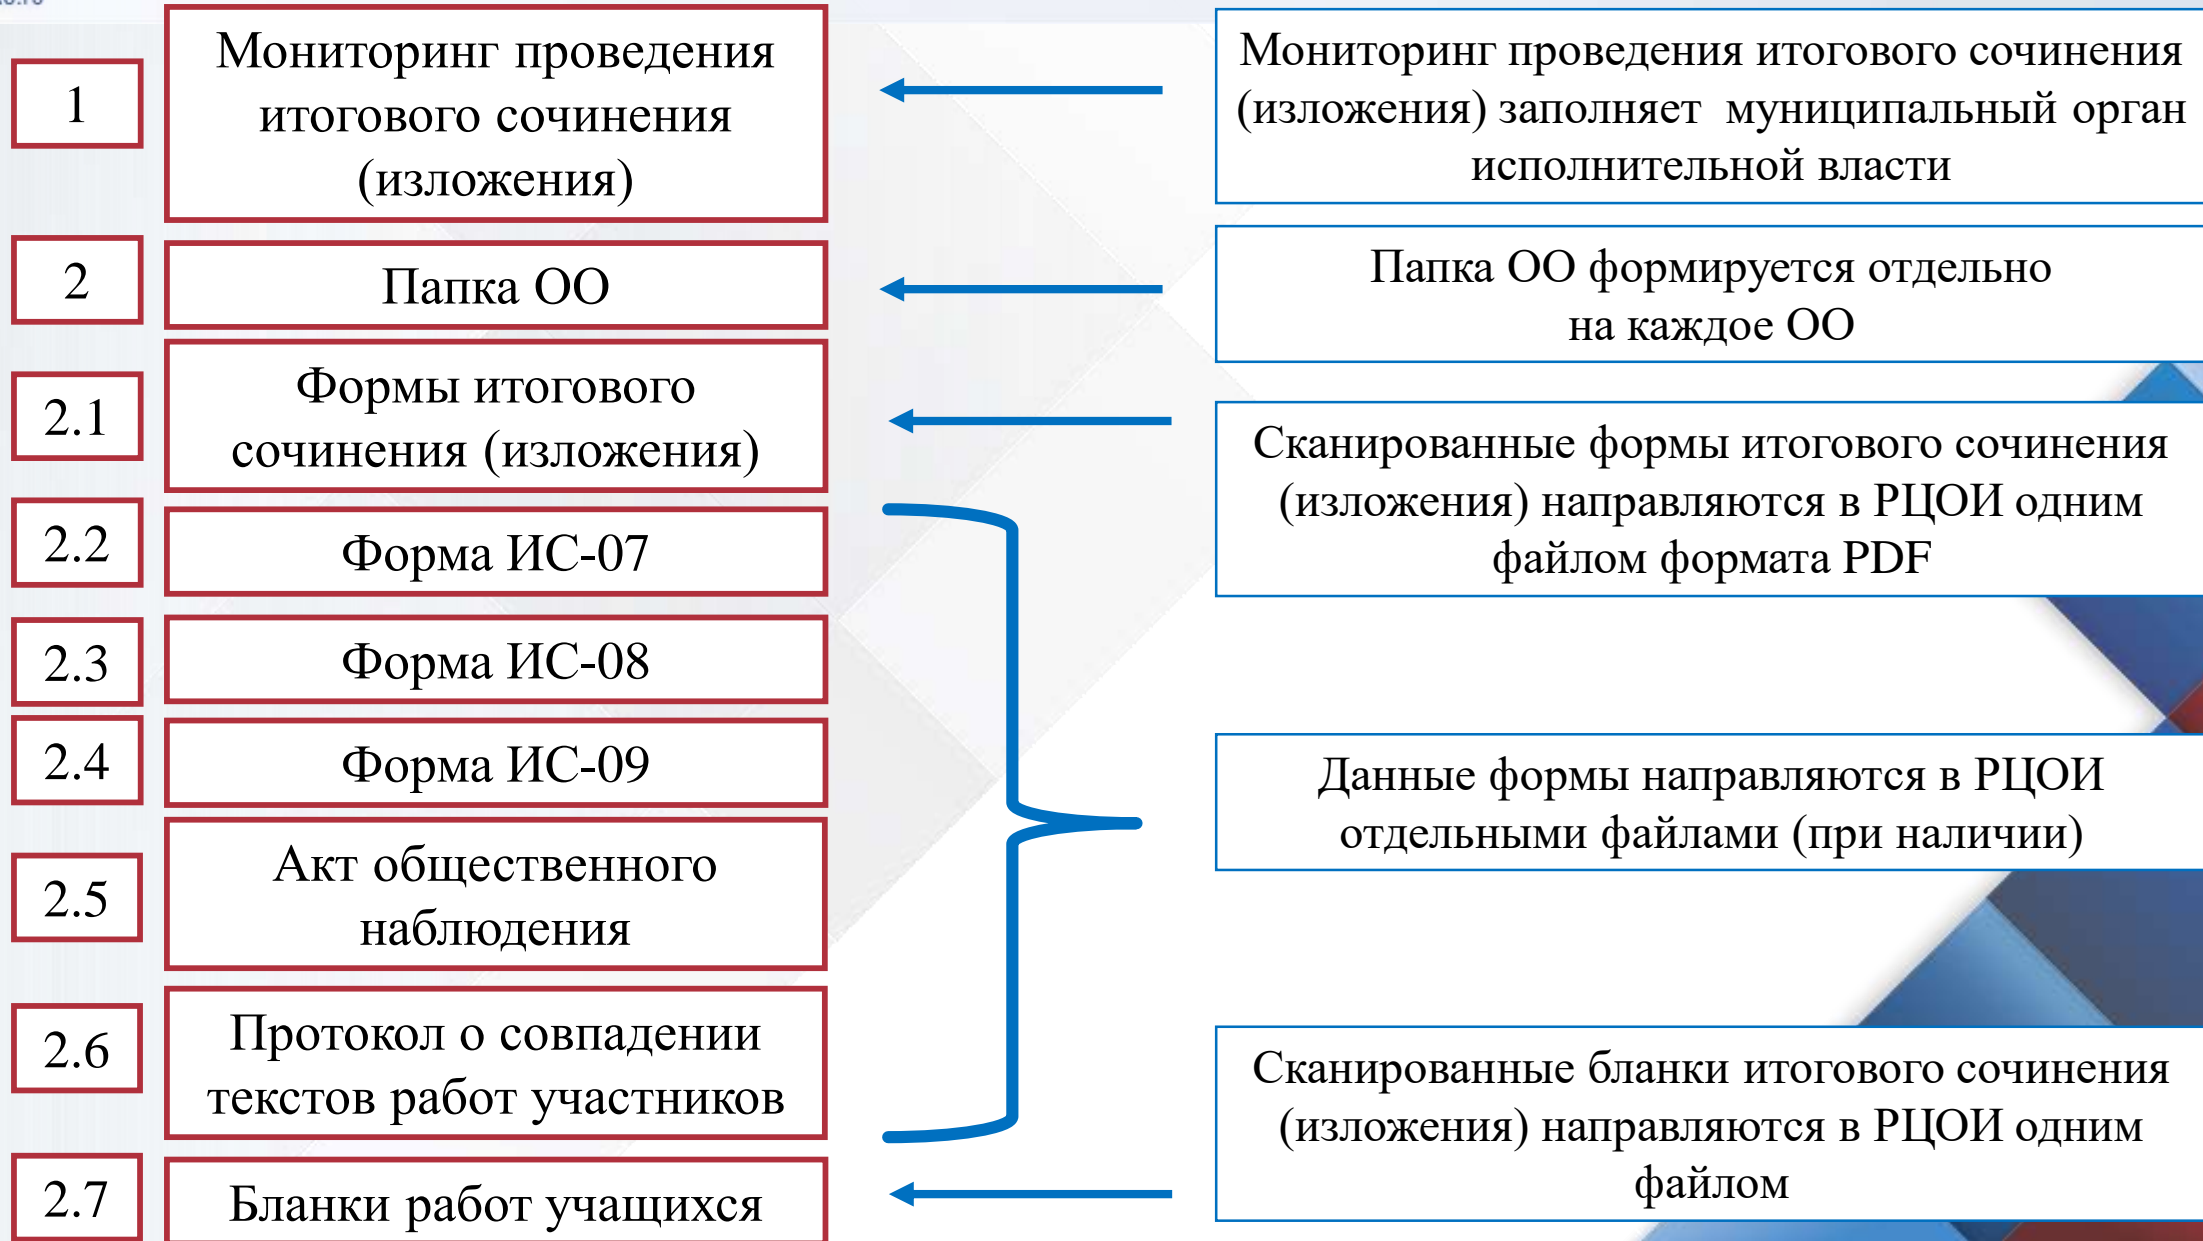 1
Мониторинг проведения
итогового сочинения
(изложения)
Мониторинг проведения итогового сочинения
(изложения) заполняет  муниципальный орган
исполнительной власти
2
Папка ОО
Папка ОО формируется отдельно
на каждое ОО
2.1
Формы итогового
сочинения (изложения)
Сканированные формы итогового сочинения
(изложения) направляются в РЦОИ одним
файлом формата PDF
2.2
Форма ИС-07
2.3
Форма ИС-08
2.4
Форма ИС-09
2.5
Акт общественного
наблюдения
2.6
Протокол о совпадении
текстов работ участников
Данные формы направляются в РЦОИ
отдельными файлами (при наличии)
2.7
Бланки работ учащихся
Сканированные бланки итогового сочинения
(изложения) направляются в РЦОИ одним
файлом